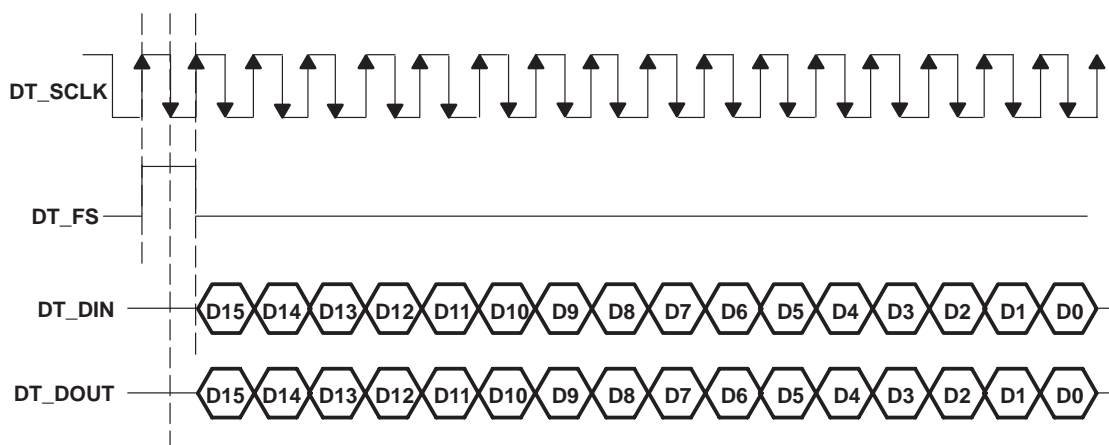 DT_SCLK
DT_FS
DT_DIN D15 D14 D13 D12 D11 D10 D9 D8 D7 D6 D5 D4 D3 D2 D1 D0
DT_DOUT D15 D14 D13 D12 D11 D10 D9 D8 D7 D6 D5 D4 D3 D2 D1 D0